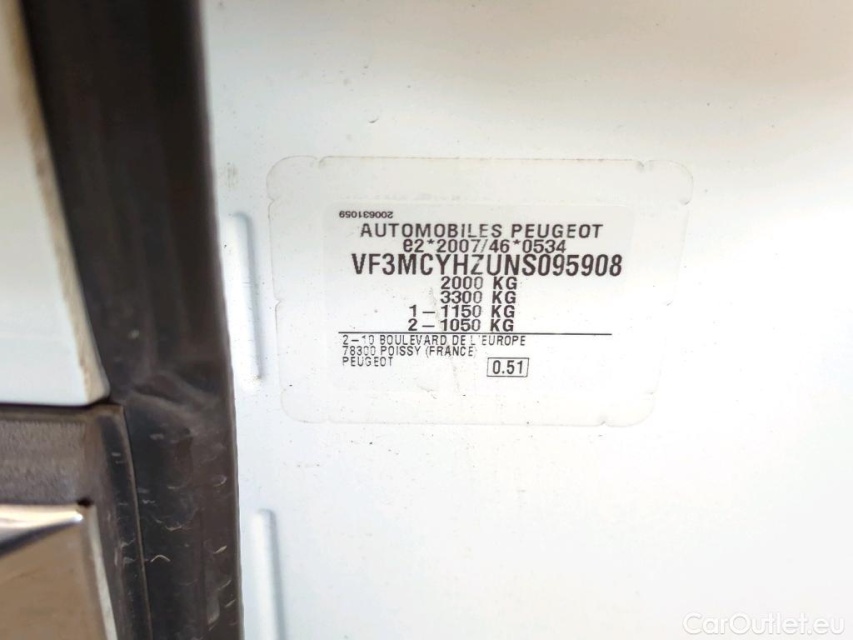 200631059
AUTOMOBILES PEUGEOT
e2*2007/46*0534
VF3MCYHZUNS095908
2000 KG
3300 KG
1-1150 KG
2-1050 KG
2-10 BOULEVARD DE L'EUROPE
78300 POISSY (FRANCE)
PEUGEOT
0.51
CarOutlet.eu